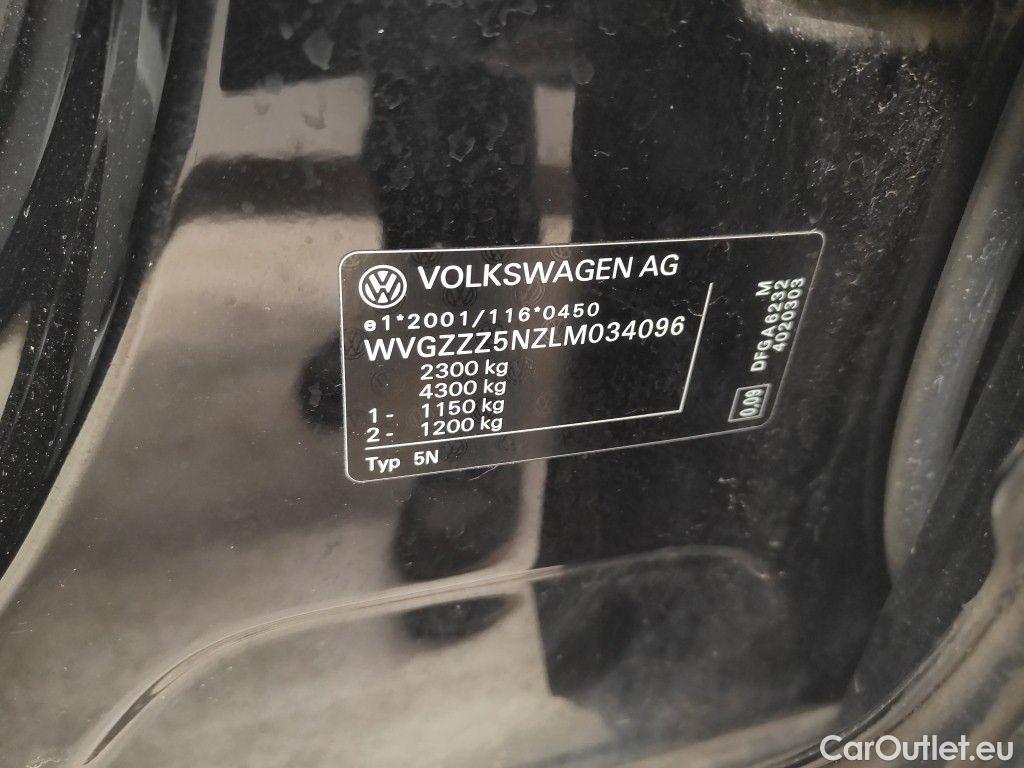 VOLKSWAGEN AG
e1*2001/116*0450
WVGZZZ5NZLM034096
2300 kg
4300 kg
1- 1150 kg
2- 1200 kg
Typ 5N
M
DFGA6232
4020303
0.09
CarOutlet.eu